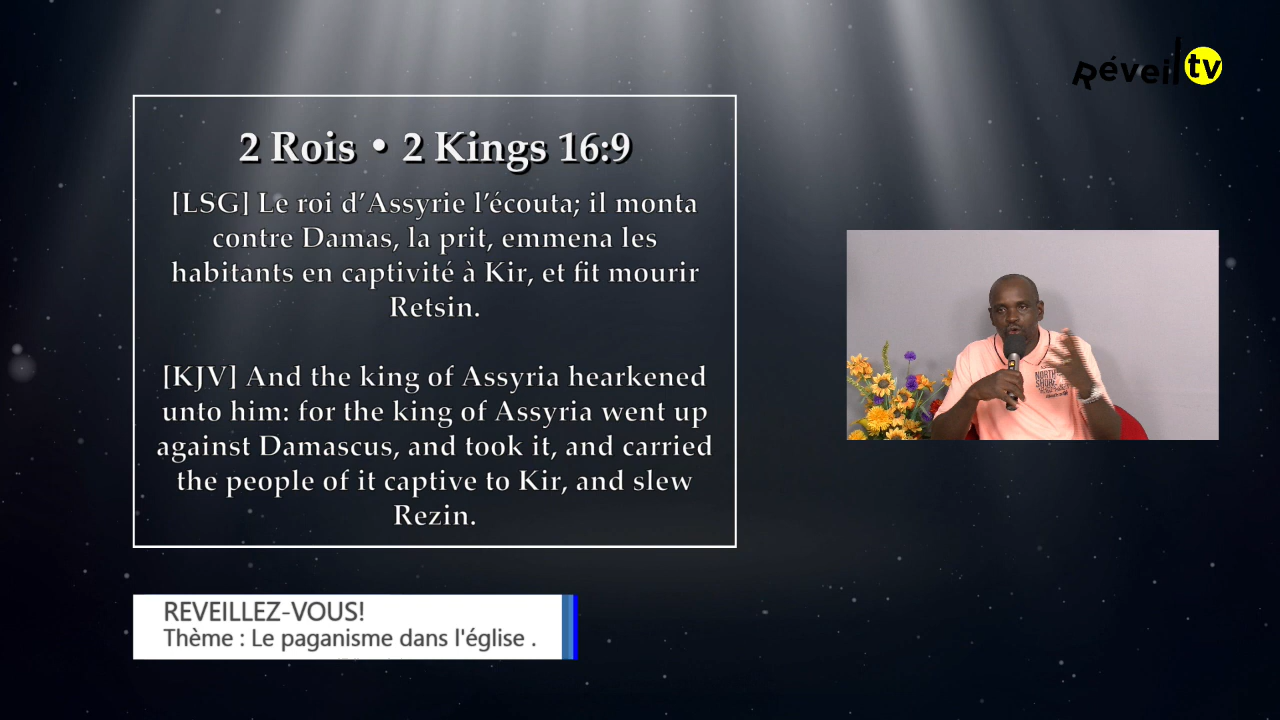 Réveil tv
2 Rois • 2 Kings 16:9
[LSG] Le roi d’Assyrie l’écouta; il monta
contre Damas, la prit, emmena les
habitants en captivité à Kir, et fit mourir
Retsin.
[KJV] And the king of Assyria hearkened
unto him: for the king of Assyria went up
against Damascus, and took it, and carried
the people of it captive to Kir, and slew
Rezin.
NORTH
SHORE
REVEILLEZ-VOUS!
Thème : Le paganisme dans l'église .